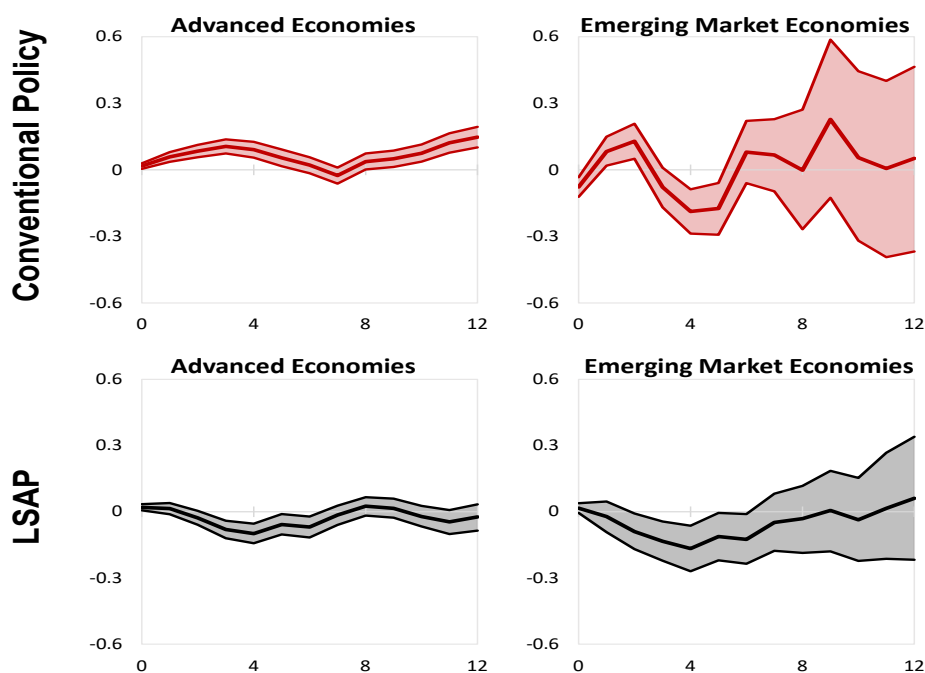 Conventional Policy
Advanced Economies
0.6
0.3
0
-0.3
-0.6
0 4 8 12
Emerging Market Economies
0.6
0.3
0
-0.3
-0.6
0 4 8 12
LSAP
Advanced Economies
0.6
0.3
0
-0.3
-0.6
0 4 8 12
Emerging Market Economies
0.6
0.3
0
-0.3
-0.6
0 4 8 12